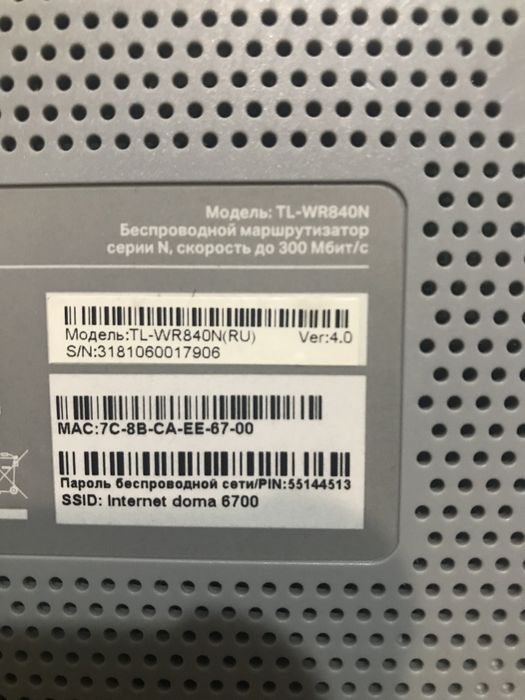 Модель: TL-WR840N
Беспроводной маршрутизатор
серии N, скорость до 300 Мбит/с
Модель:TL-WR840N(RU) Ver:4.0
S/N:3181060017906
MAC:7C-8B-CA-EE-67-00
Пароль беспроводной сети/PIN:55144513
SSID: Internet doma 6700